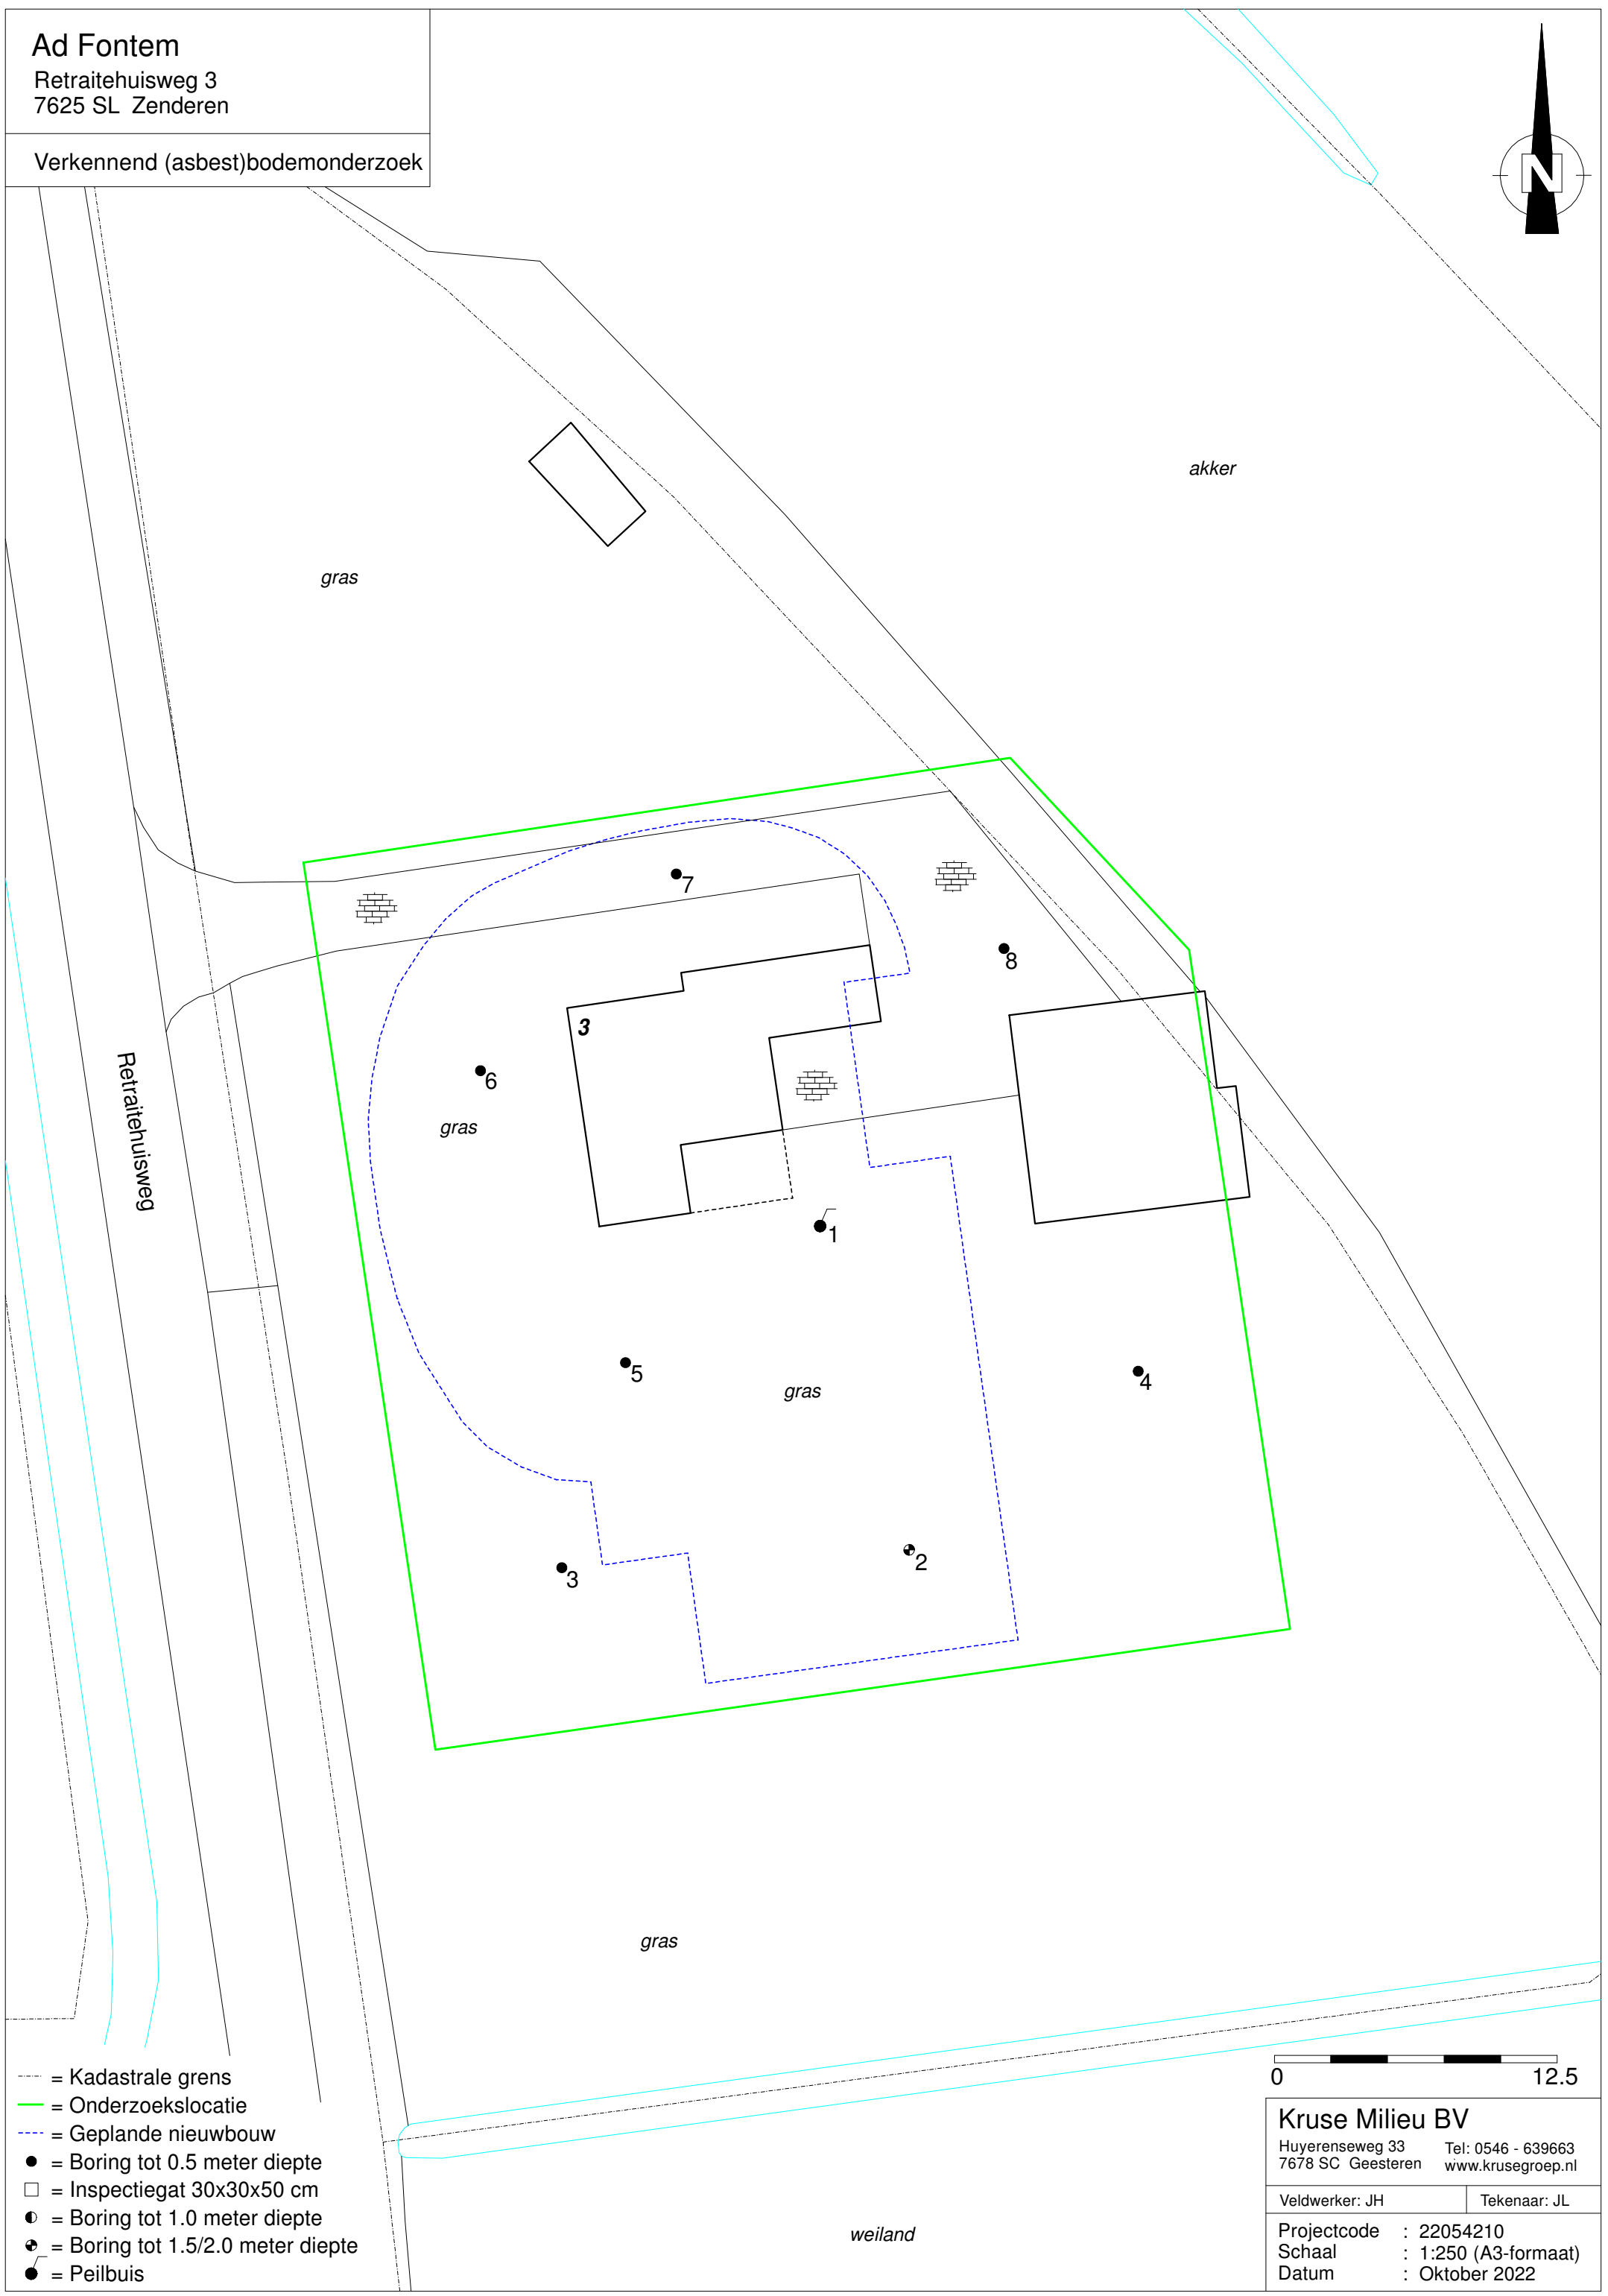 Ad Fontem
Retraitehuisweg 3
7625 SL Zenderen
Verkennend (asbest)bodemonderzoek
N
akker
gras
7
8
3
6
gras
Retraitehuisweg
1
5
4
gras
2
3
gras
weiland
= Kadastrale grens
= Onderzoekslocatie
= Geplande nieuwbouw
= Boring tot 0.5 meter diepte
= Inspectiegat 30x30x50 cm
= Boring tot 1.0 meter diepte
= Boring tot 1.5/2.0 meter diepte
= Peilbuis
0 12.5
Kruse Milieu BV
Huyerenseweg 33 Tel: 0546 - 639663
7678 SC Geesteren www.krusegroep.nl
Veldwerker: JH Tekenaar: JL
Projectcode : 22054210
Schaal : 1:250 (A3-formaat)
Datum : Oktober 2022